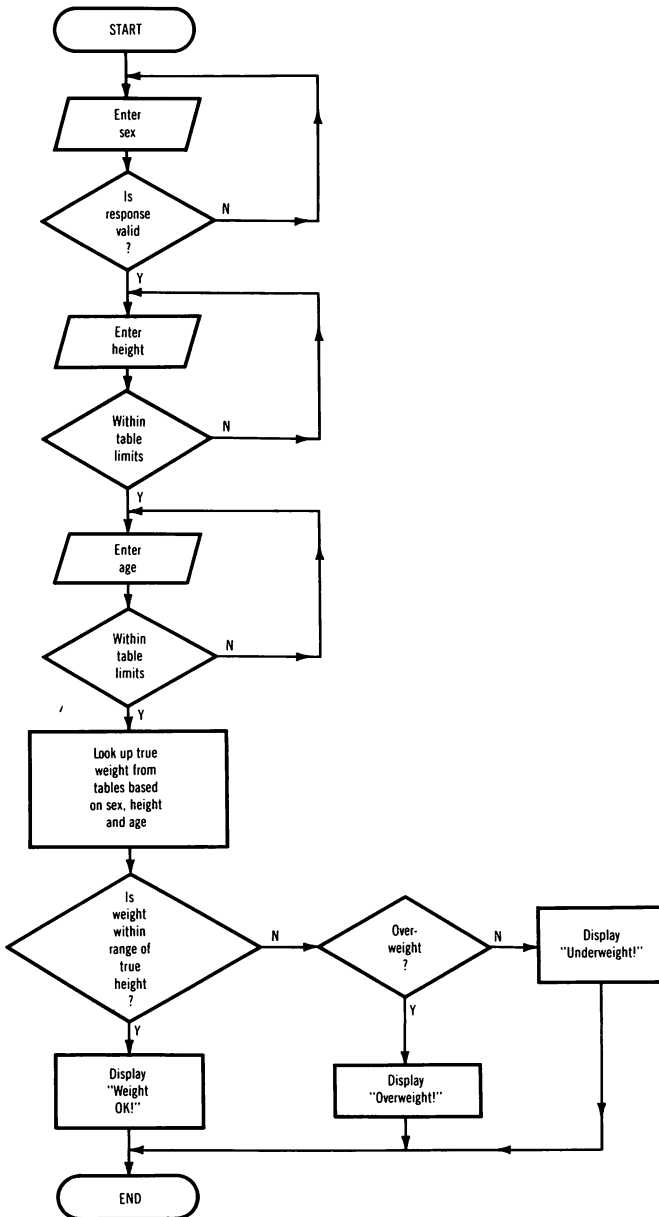 START
Enter
sex
Is
response
valid
?
N
Y
Enter
height
Within
table
limits
N
Y
Enter
age
Within
table
limits
N
Y
Look up true
weight from
tables based
on sex, height
and age
Is
weight
within
range of
true
height
?
N
Y
Over-
weight
?
N
Y
Display
"Underweight!"
Display
"Weight
OK!"
Display
"Overweight!"
END